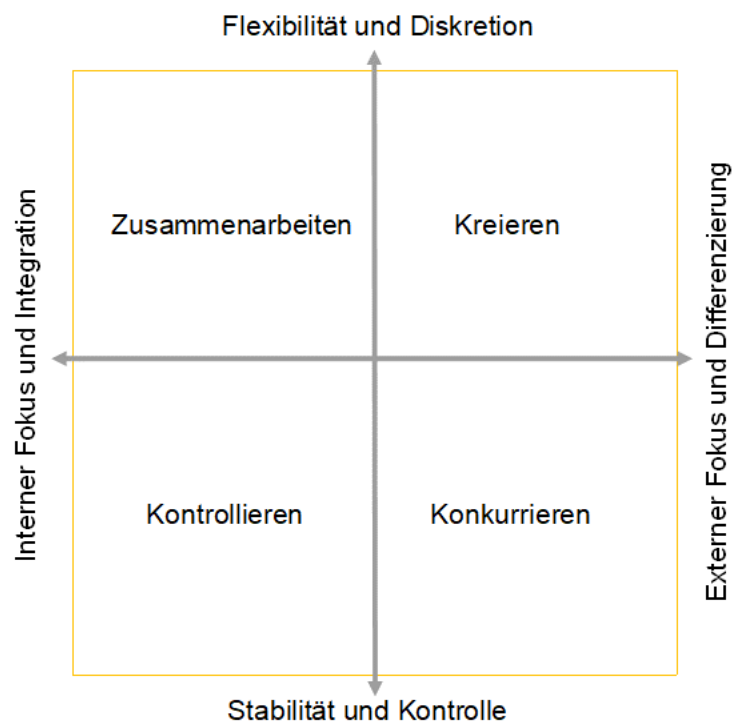 Flexibilität und Diskretion
Interner Fokus und Integration
Zusammenarbeiten
Kreieren
Externer Fokus und Differenzierung
Kontrollieren
Konkurrieren
Stabilität und Kontrolle